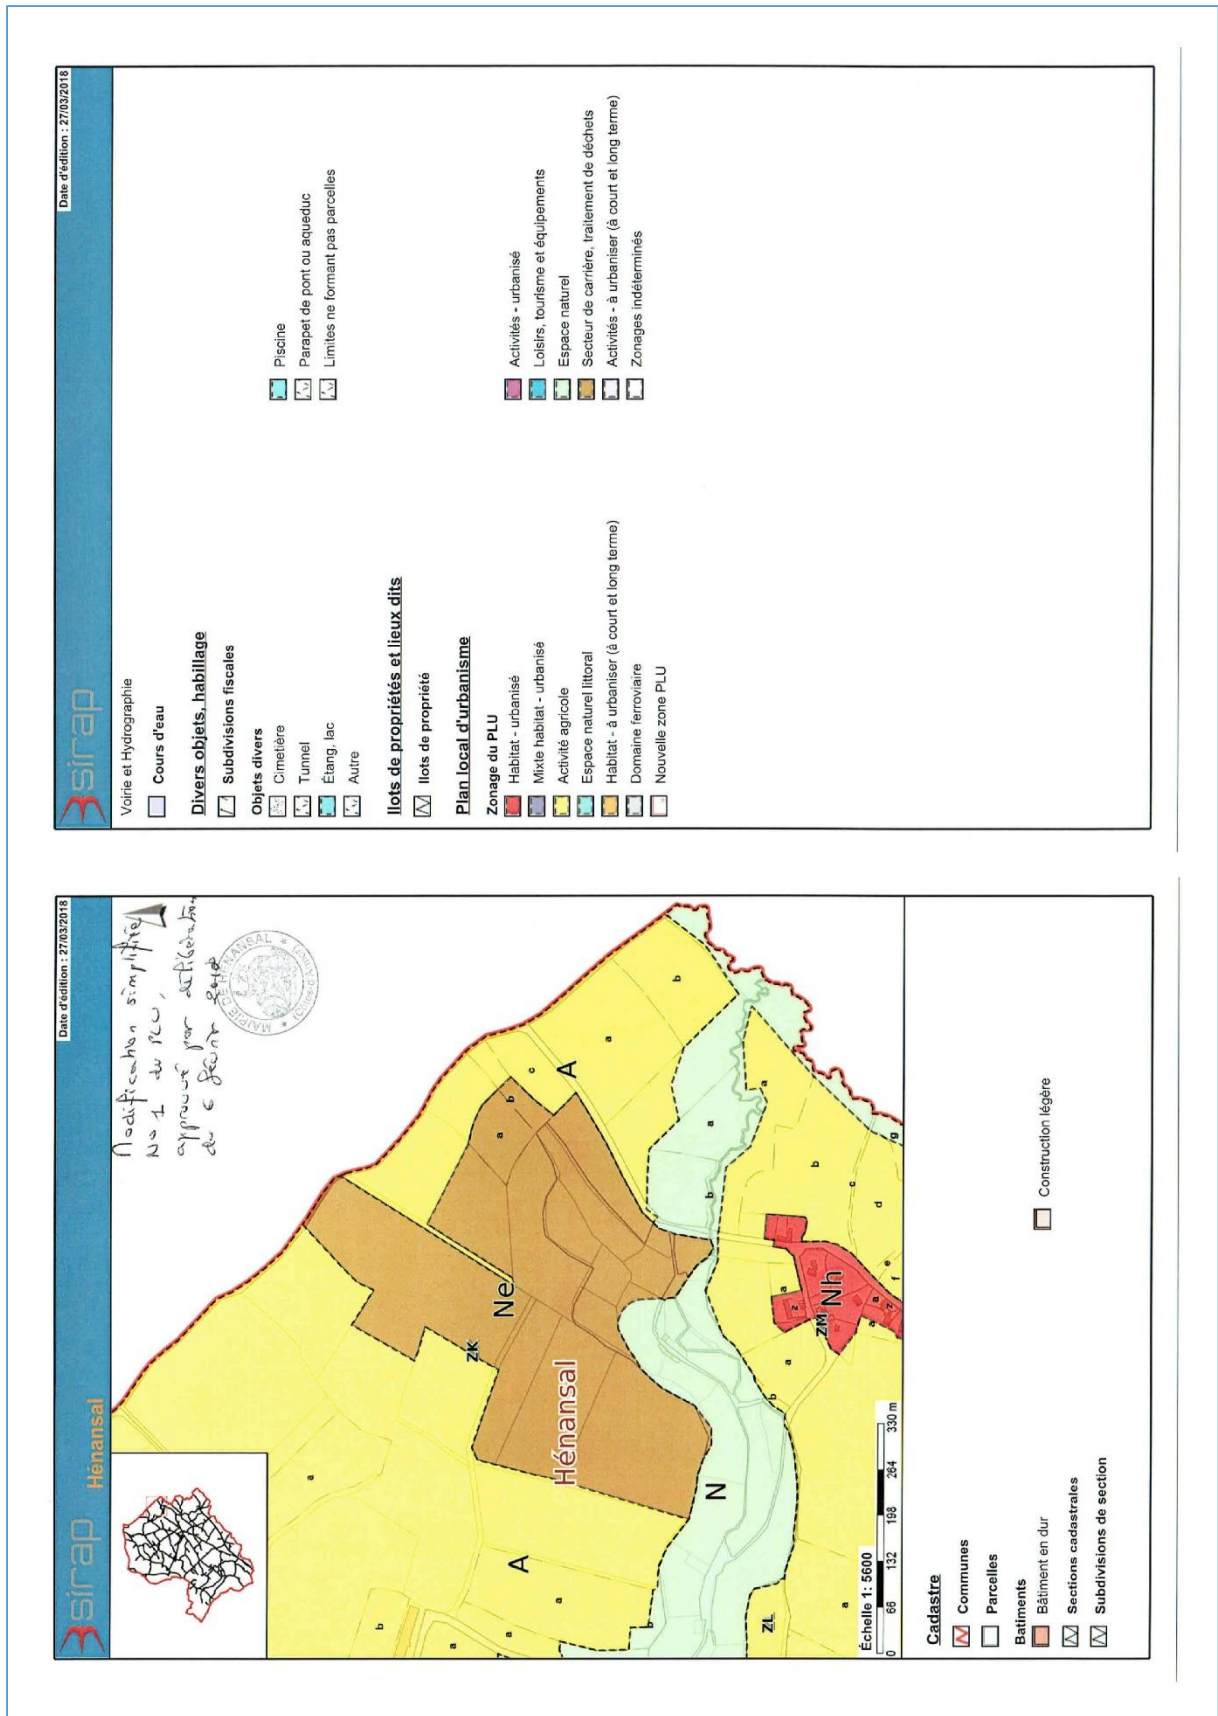 sirap
Hénansal
Date d'édition : 27/03/2018
Modification simplifiée
No 1 du PLU,
approuvé par délibération
du 6 février 2018
MAIRIE DE HÉNANSAL
a
b
A
a
ZK
Ne
Hénansal
N
A
a
b
c
a
b
a
b
a
ZM
Nh
z
a
b
c
d
e
f
g
ZL
a
Échelle 1: 5600
0 66 132 198 264 330 m
Cadastre
Communes
Parcelles
Batiments
Bâtiment en dur
Construction légère
Sections cadastrales
Subdivisions de section
sirap
Date d'édition : 27/03/2018
Voirie et Hydrographie
Cours d'eau
Divers objets, habillage
Subdivisions fiscales
Objets divers
Cimetière
Piscine
Tunnel
Parapet de pont ou aqueduc
Étang, lac
Limites ne formant pas parcelles
Autre
Ilots de propriétés et lieux dits
Ilots de propriété
Plan local d'urbanisme
Zonage du PLU
Habitat - urbanisé
Activités - urbanisé
Mixte habitat - urbanisé
Loisirs, tourisme et équipements
Activité agricole
Espace naturel
Espace naturel littoral
Secteur de carrière, traitement de déchets
Habitat - à urbaniser (à court et long terme)
Activités - à urbaniser (à court et long terme)
Domaine ferroviaire
Zonages indéterminés
Nouvelle zone PLU